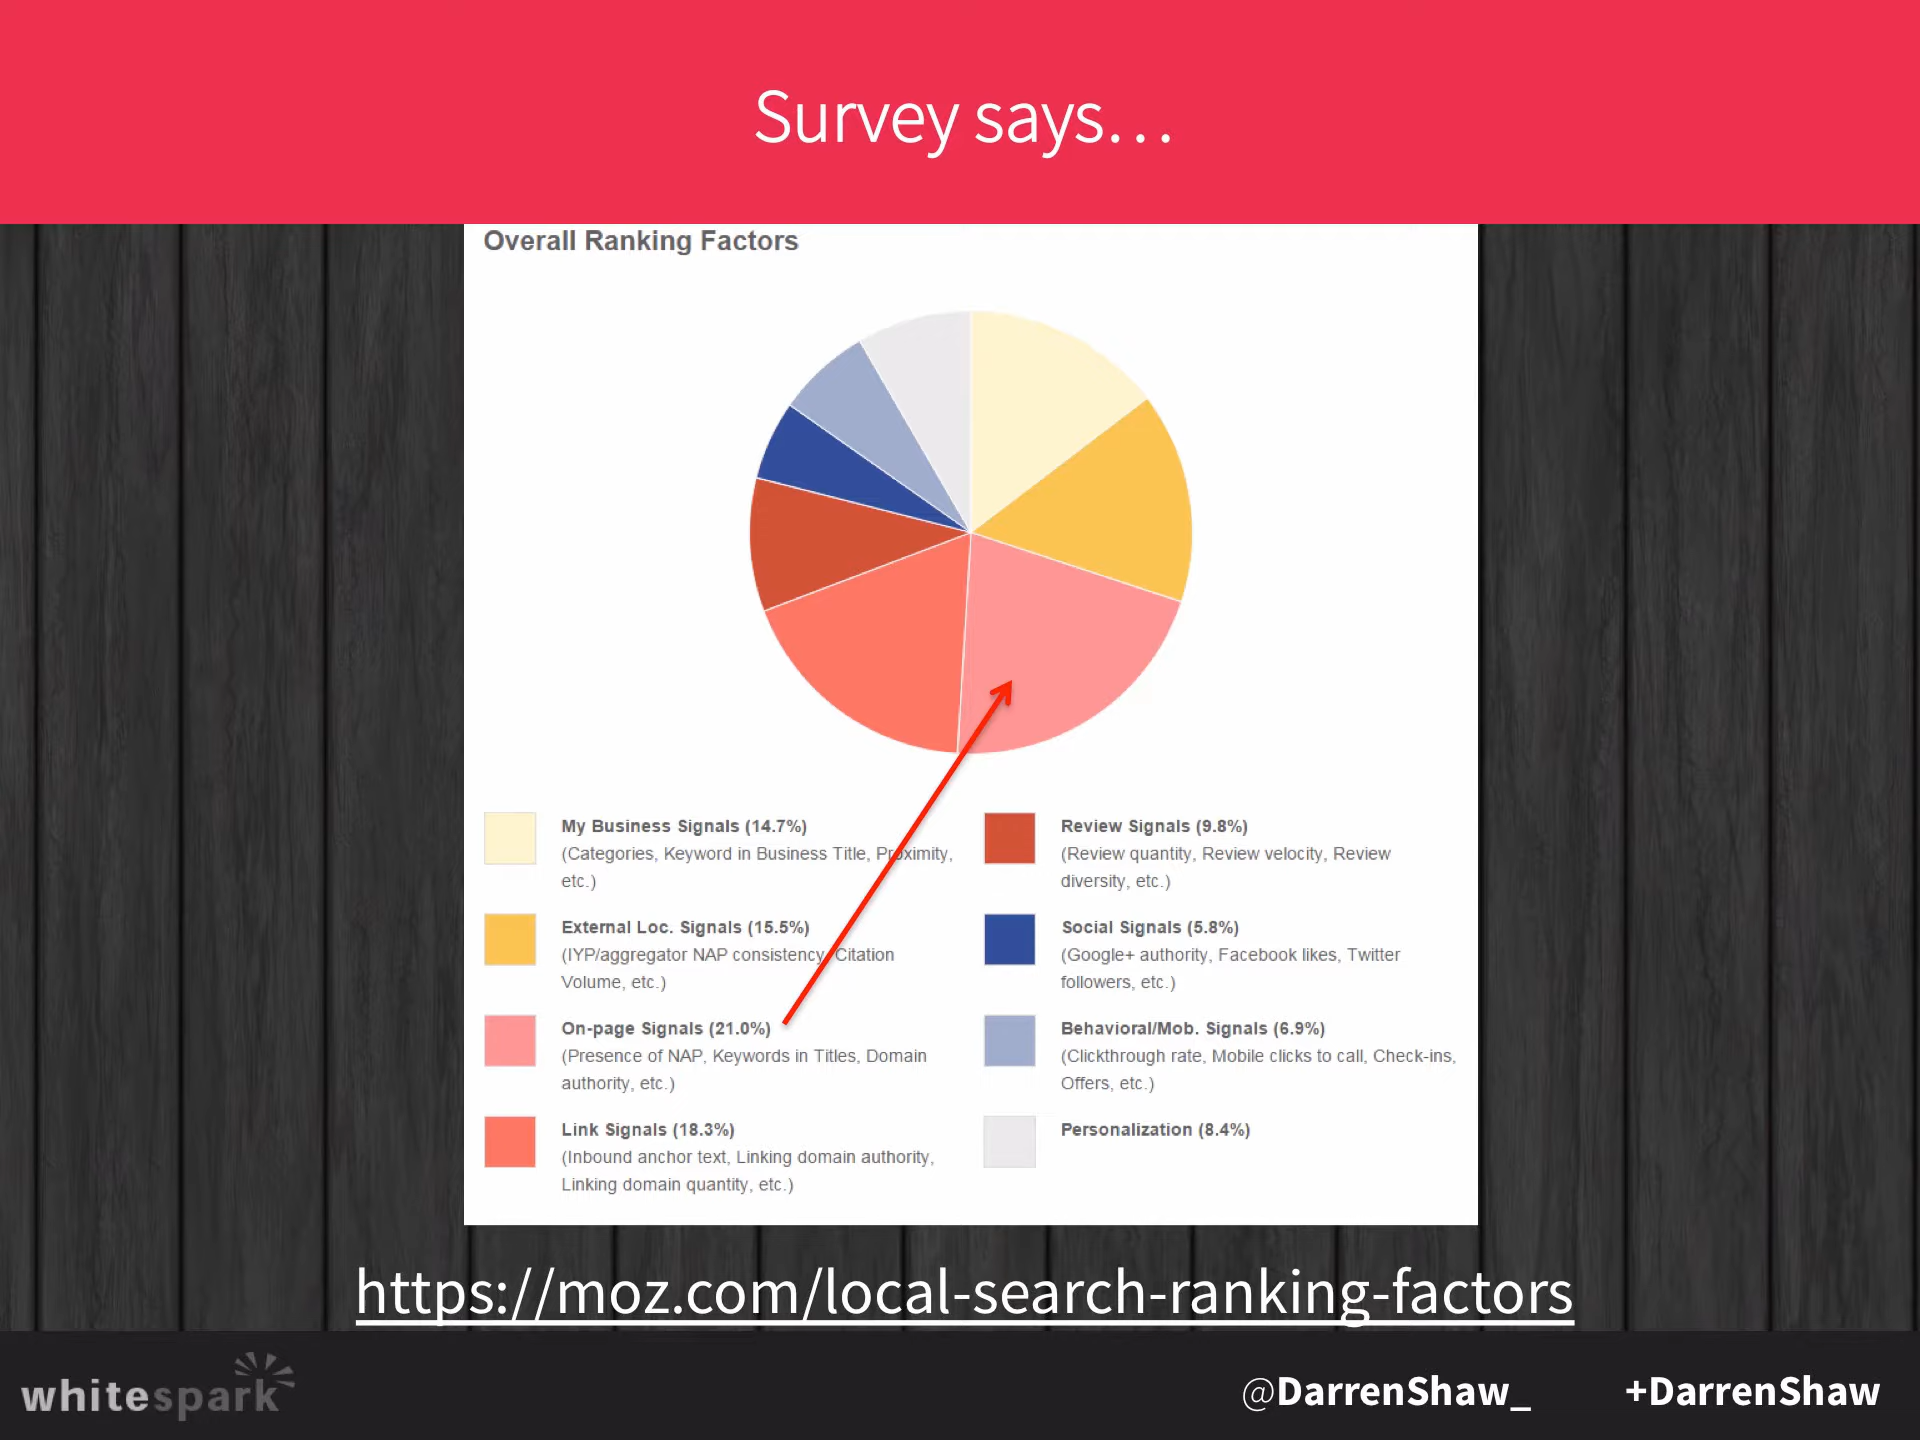 Survey says…
Overall Ranking Factors
My Business Signals (14.7%)
(Categories, Keyword in Business Title, Proximity,
etc.)
External Loc. Signals (15.5%)
(IYP/aggregator NAP consistency, Citation
Volume, etc.)
On-page Signals (21.0%)
(Presence of NAP, Keywords in Titles, Domain
authority, etc.)
Link Signals (18.3%)
(Inbound anchor text, Linking domain authority,
Linking domain quantity, etc.)
Review Signals (9.8%)
(Review quantity, Review velocity, Review
diversity, etc.)
Social Signals (5.8%)
(Google+ authority, Facebook likes, Twitter
followers, etc.)
Behavioral/Mob. Signals (6.9%)
(Clickthrough rate, Mobile clicks to call, Check-ins,
Offers, etc.)
Personalization (8.4%)
https://moz.com/local-search-ranking-factors
whitespark
@DarrenShaw_
+DarrenShaw